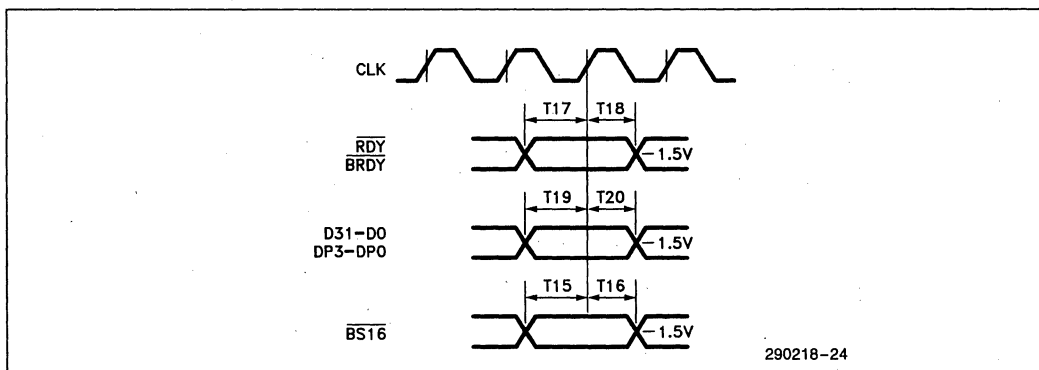 CLK
T17 T18
RDY
BRDY
1.5V
T19 T20
D31-D0
DP3-DP0
1.5V
T15 T16
BS16
1.5V
290218-24